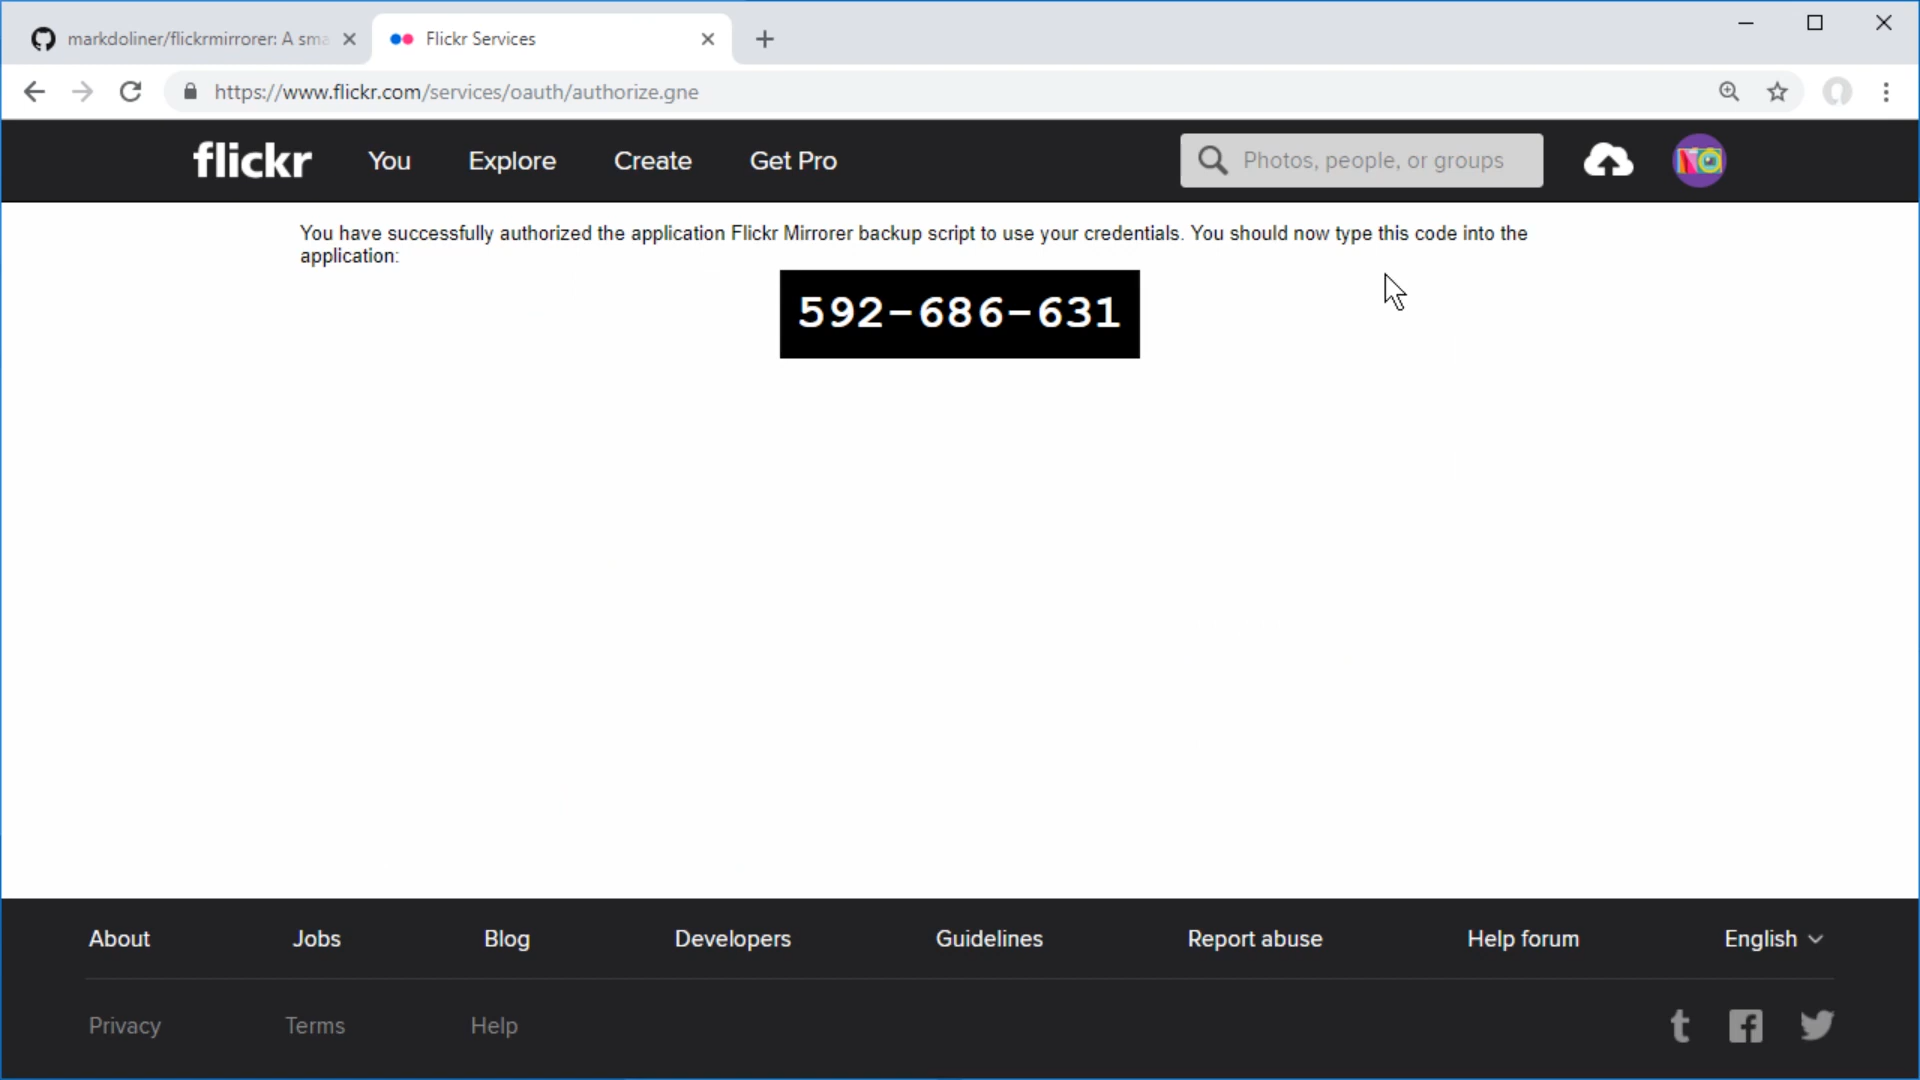 markdoliner/flickrmirrorer: A sma
Flickr Services
https://www.flickr.com/services/oauth/authorize.gne
flickr You Explore Create Get Pro Photos, people, or groups
You have successfully authorized the application Flickr Mirrorer backup script to use your credentials. You should now type this code into the
application:
592-686-631
About Jobs Blog Developers Guidelines Report abuse Help forum English
Privacy Terms Help